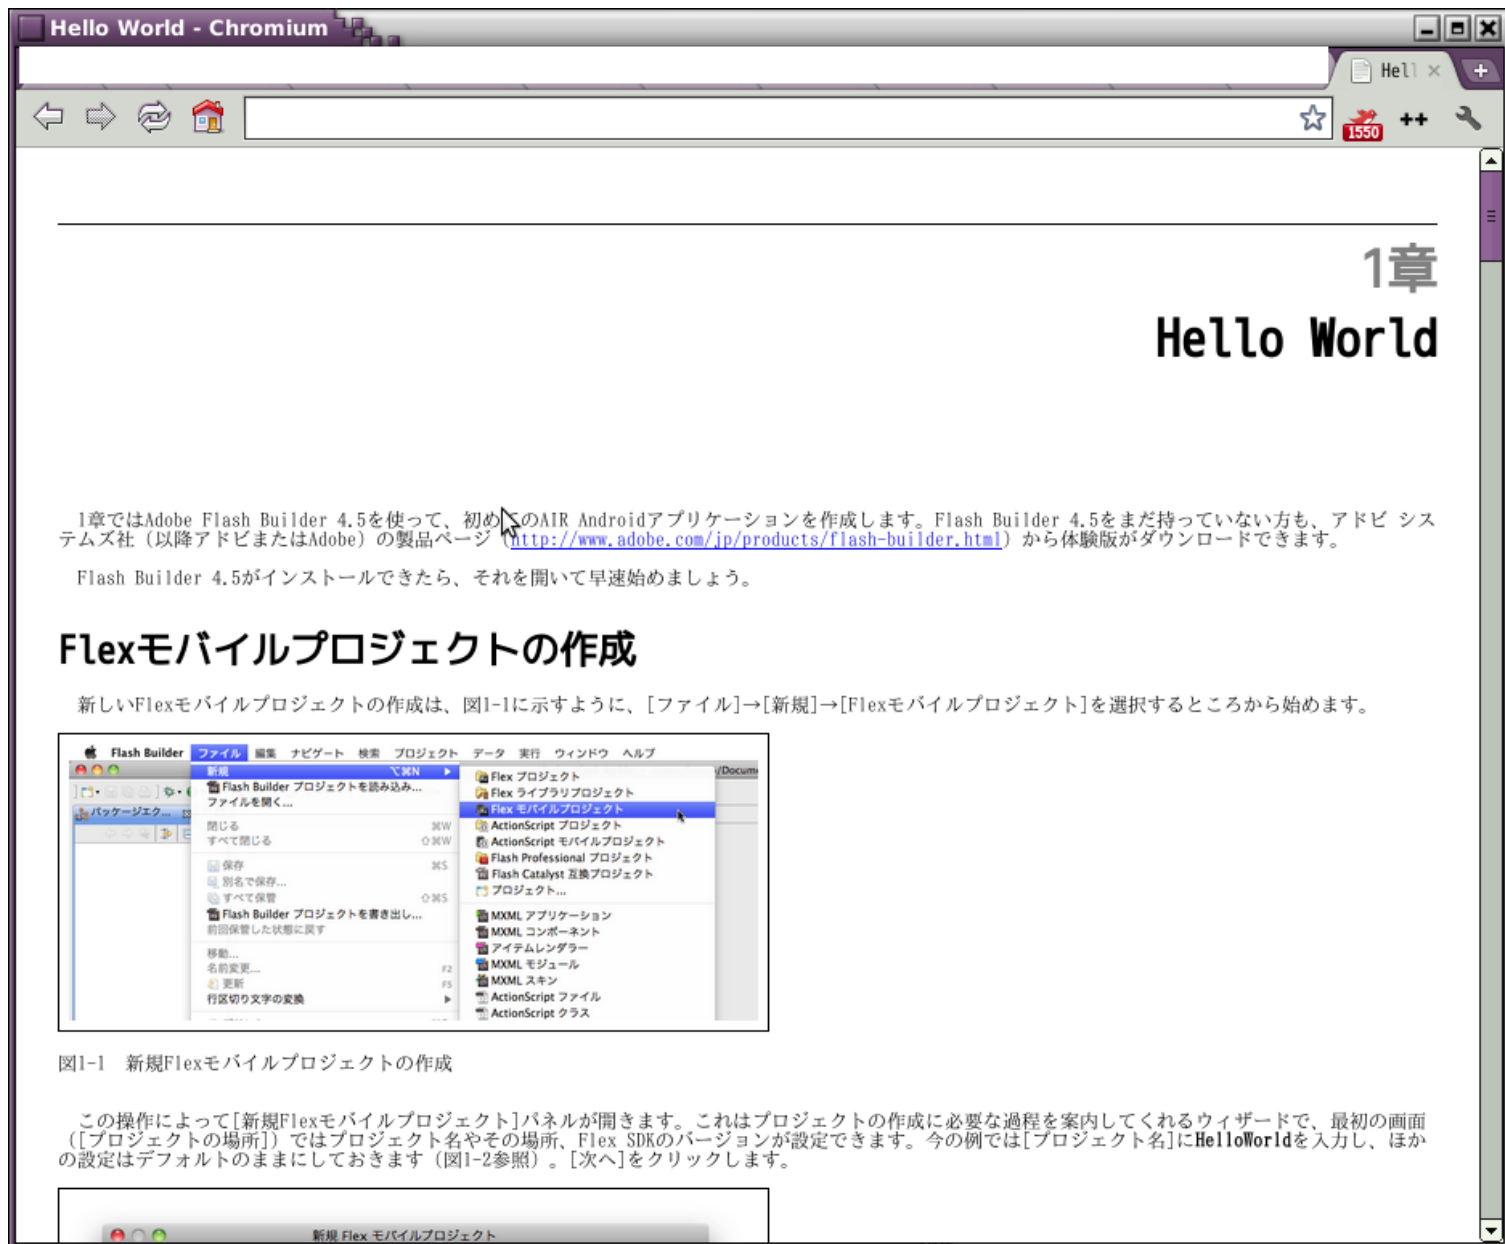 Hello World - Chromium
Hell
1550
++
1章
Hello World
1章ではAdobe Flash Builder 4.5を使って、初めてのAIR Androidアプリケーションを作成します。Flash Builder 4.5をまだ持っていない方も、アドビ シス
テムズ社（以降アドビまたはAdobe）の製品ページ（http://www.adobe.com/jp/products/flash-builder.html）から体験版がダウンロードできます。
Flash Builder 4.5がインストールできたら、それを開いて早速始めましょう。
Flexモバイルプロジェクトの作成
新しいFlexモバイルプロジェクトの作成は、図1-1に示すように、[ファイル]→[新規]→[Flexモバイルプロジェクト]を選択するところから始めます。
Flash Builder ファイル 編集 ナビゲート 検索 プロジェクト データ 実行 ウィンドウ ヘルプ
新規 ⌥⌘N
Flash Builder プロジェクトを読み込み...
ファイルを開く...
閉じる ⌘W
すべて閉じる ⇧⌘W
保存 ⌘S
別名で保存...
すべて保管 ⇧⌘S
Flash Builder プロジェクトを書き出し...
前回保管した状態に戻す
移動...
名前変更... F2
更新 F5
行区切り文字の変換
パッケージエク...
Flex プロジェクト
Flex ライブラリプロジェクト
Flex モバイルプロジェクト
ActionScript プロジェクト
ActionScript モバイルプロジェクト
Flash Professional プロジェクト
Flash Catalyst 互換プロジェクト
プロジェクト...
MXML アプリケーション
MXML コンポーネント
アイテムレンダラー
MXML モジュール
MXML スキン
ActionScript ファイル
ActionScript クラス
/Docum
図1-1 新規Flexモバイルプロジェクトの作成
この操作によって[新規Flexモバイルプロジェクト]パネルが開きます。これはプロジェクトの作成に必要な過程を案内してくれるウィザードで、最初の画面
（[プロジェクトの場所]）ではプロジェクト名やその場所、Flex SDKのバージョンが設定できます。今の例では[プロジェクト名]にHelloWorldを入力し、ほか
の設定はデフォルトのままにしておきます（図1-2参照）。[次へ]をクリックします。
新規 Flex モバイルプロジェクト